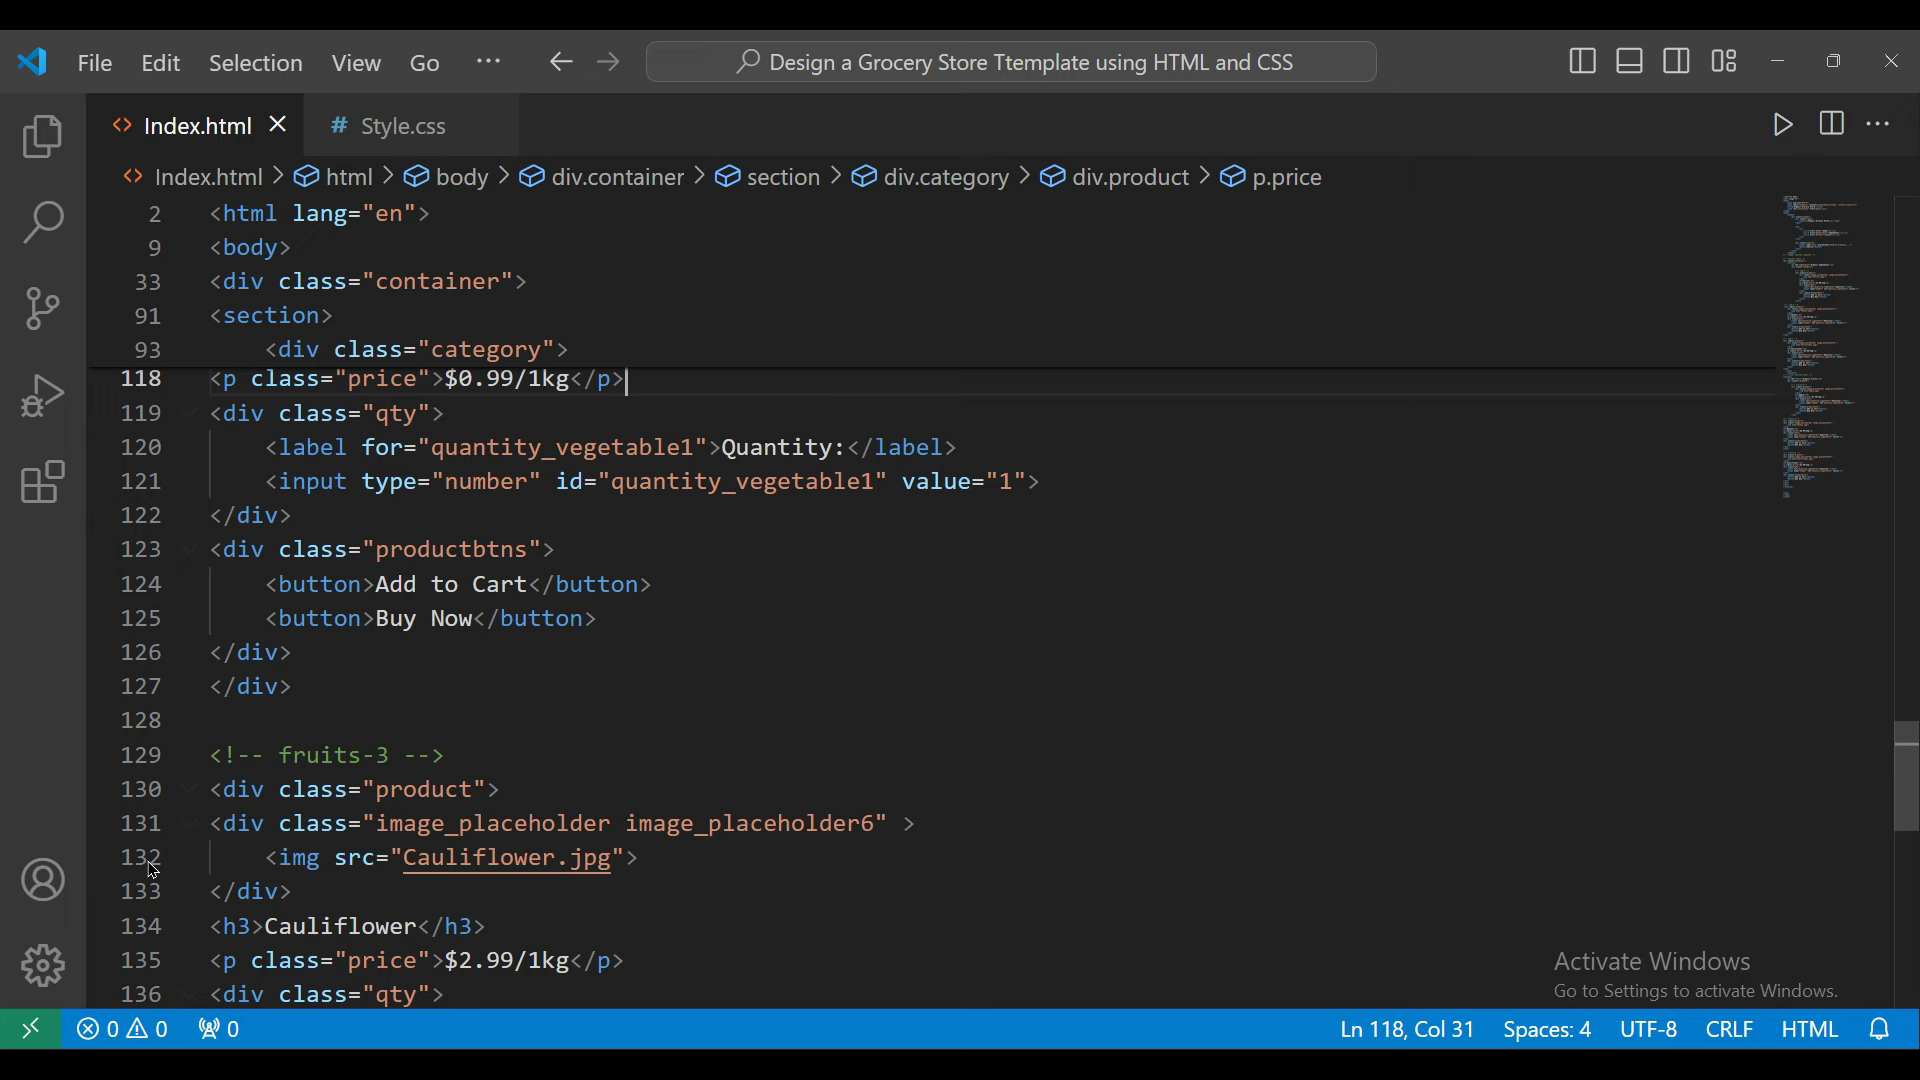 File Edit Selection View Go ··· Design a Grocery Store Ttemplate using HTML and CSS
Index.html # Style.css
Index.html > html > body > div.container > section > div.category > div.product > p.price
2 <html lang="en">
9 <body>
33 <div class="container">
91 <section>
93 <div class="category">
118 <p class="price">$0.99/1kg</p>
119 <div class="qty">
120 <label for="quantity_vegetable1">Quantity:</label>
121 <input type="number" id="quantity_vegetable1" value="1">
122 </div>
123 <div class="productbtns">
124 <button>Add to Cart</button>
125 <button>Buy Now</button>
126 </div>
127 </div>
128
129 <!-- fruits-3 -->
130 <div class="product">
131 <div class="image_placeholder image_placeholder6" >
132 <img src="Cauliflower.jpg">
133 </div>
134 <h3>Cauliflower</h3>
135 <p class="price">$2.99/1kg</p>
136 <div class="qty">
Activate Windows
Go to Settings to activate Windows.
0 0 0 Ln 118, Col 31 Spaces: 4 UTF-8 CRLF HTML